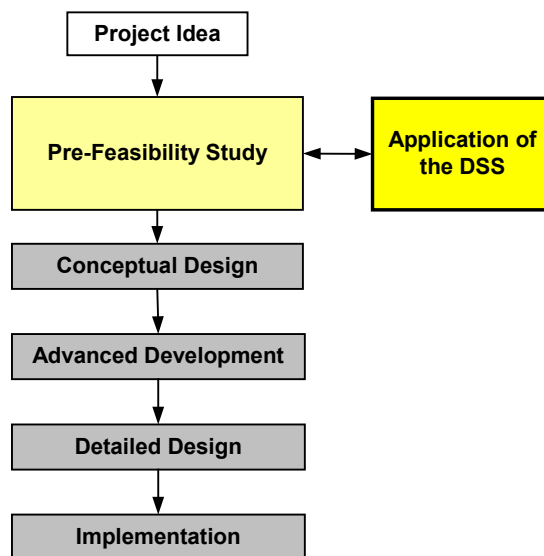 Project Idea
Pre-Feasibility Study
Application of
the DSS
Conceptual Design
Advanced Development
Detailed Design
Implementation